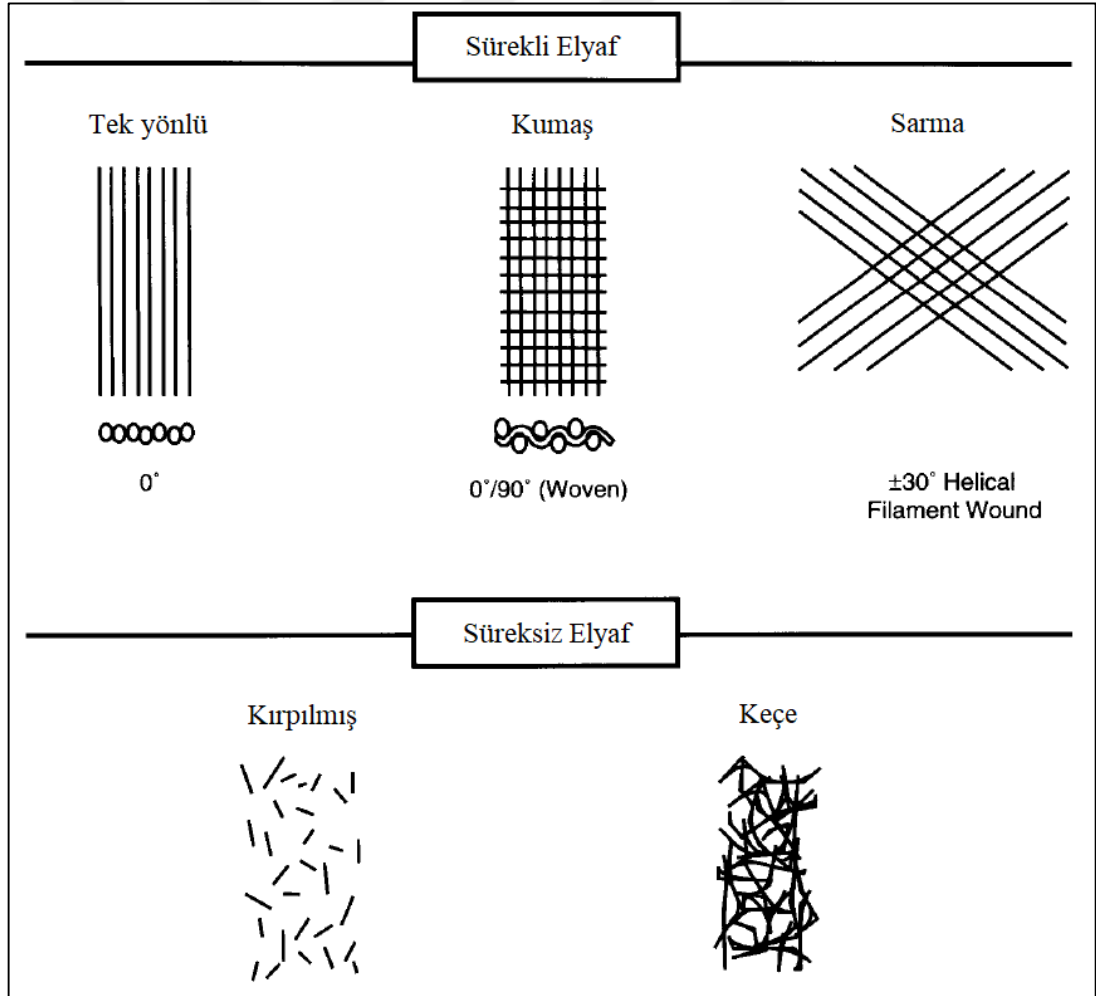 Sürekli Elyaf
Tek yönlü
Kumaş
Sarma
0°
0°/90° (Woven)
±30° Helical
Filament Wound
Süreksiz Elyaf
Kırpılmış
Keçe